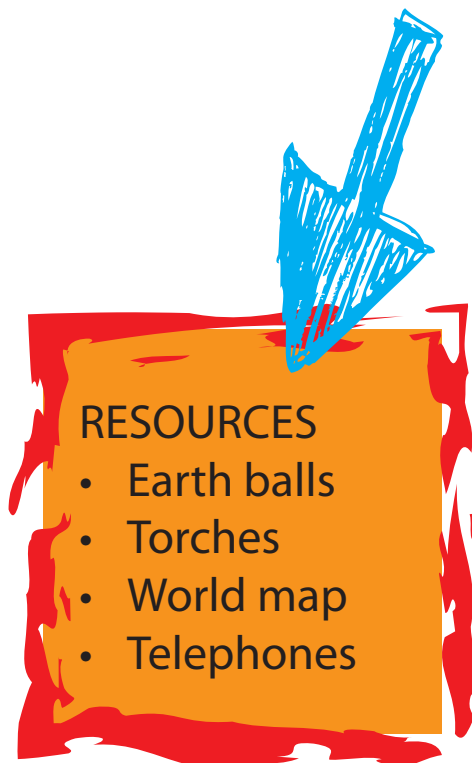 RESOURCES
• Earth balls
• Torches
• World map
• Telephones